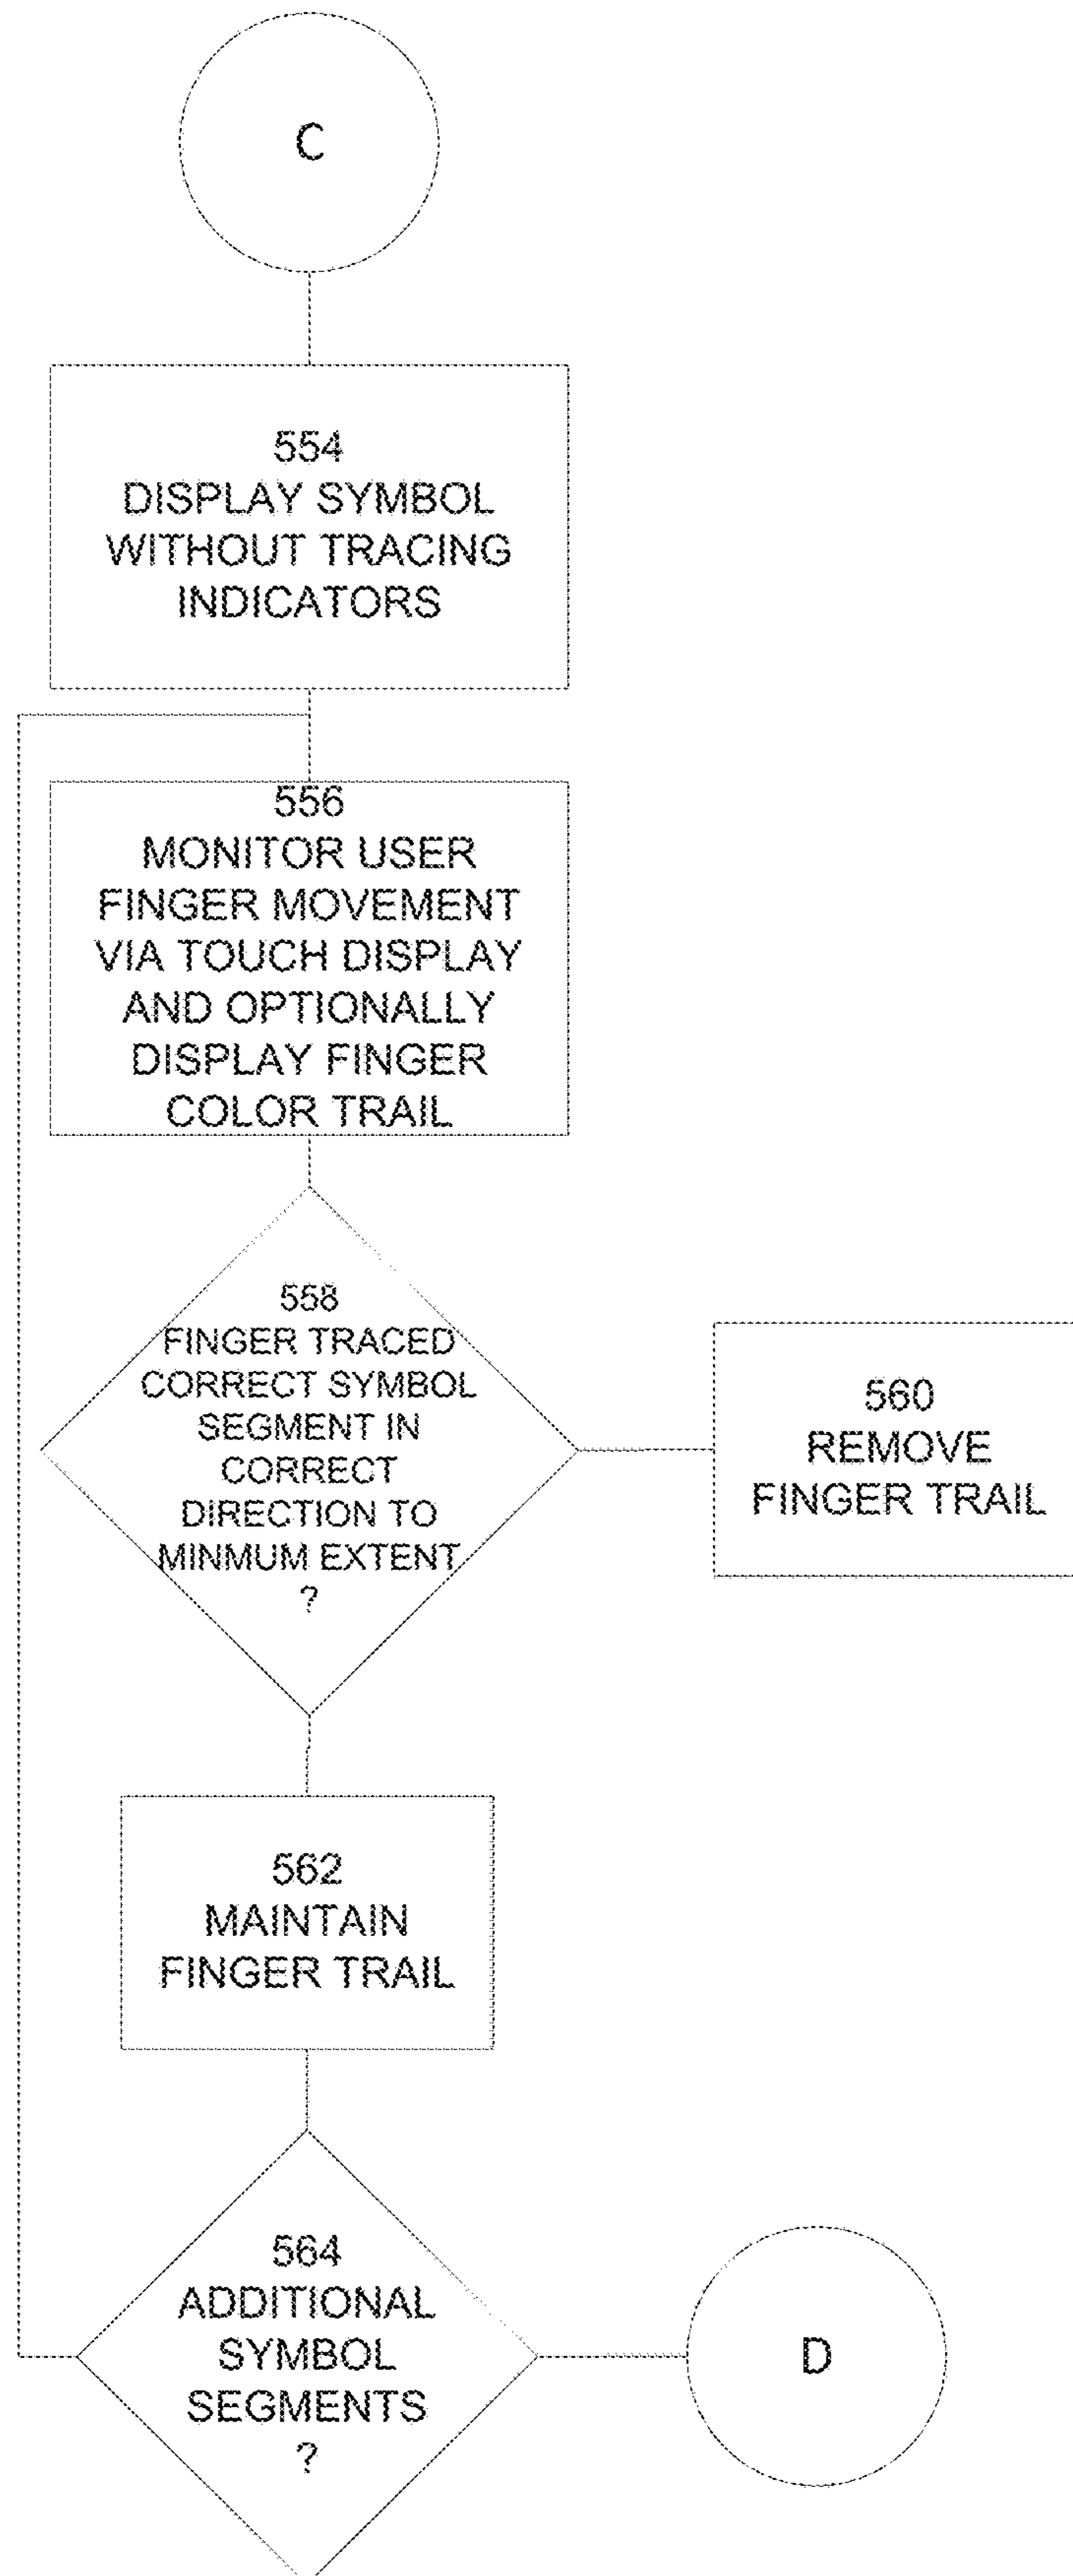 C
554
DISPLAY SYMBOL
WITHOUT TRACING
INDICATORS
556
MONITOR USER
FINGER MOVEMENT
VIA TOUCH DISPLAY
AND OPTIONALLY
DISPLAY FINGER
COLOR TRAIL
558
FINGER TRACED
CORRECT SYMBOL
SEGMENT IN
CORRECT
DIRECTION TO
MINMUM EXTENT
?
560
REMOVE
FINGER TRAIL
562
MAINTAIN
FINGER TRAIL
564
ADDITIONAL
SYMBOL
SEGMENTS
?
D